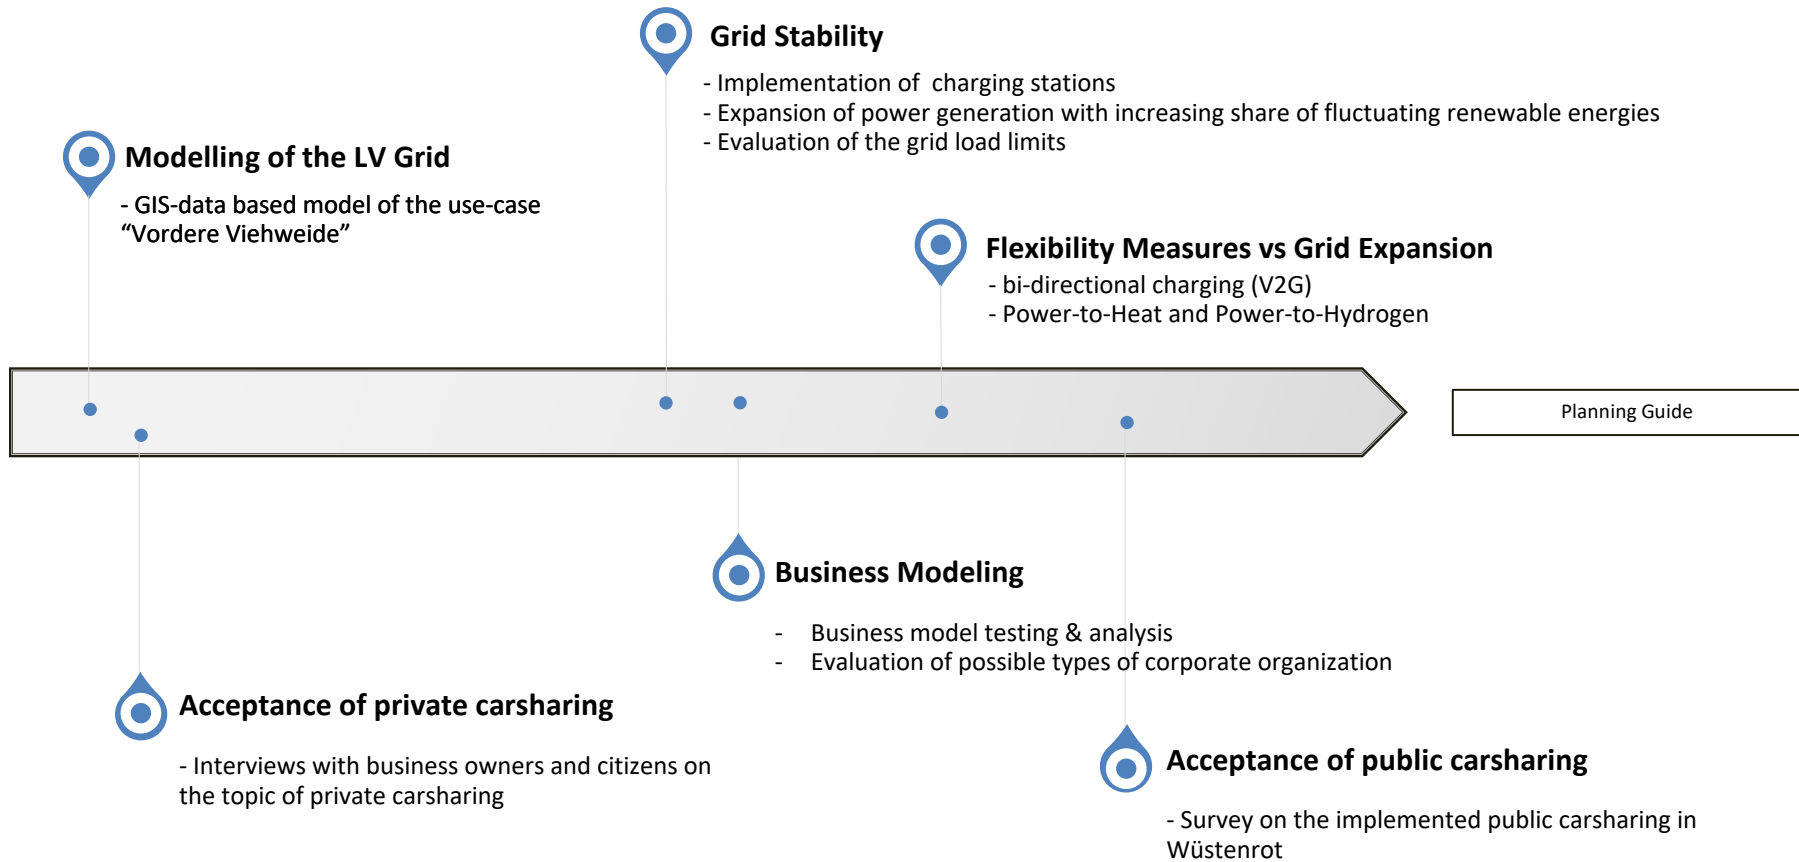 Grid Stability
- Implementation of  charging stations
- Expansion of power generation with increasing share of fluctuating renewable energies
- Evaluation of the grid load limits
Modelling of the LV Grid
- GIS-data based model of the use-case
“Vordere Viehweide”
Flexibility Measures vs Grid Expansion
- bi-directional charging (V2G)
- Power-to-Heat and Power-to-Hydrogen
Planning Guide
Business Modeling
- Business model testing & analysis
- Evaluation of possible types of corporate organization
Acceptance of private carsharing
- Interviews with business owners and citizens on
the topic of private carsharing
Acceptance of public carsharing
- Survey on the implemented public carsharing in
Wüstenrot